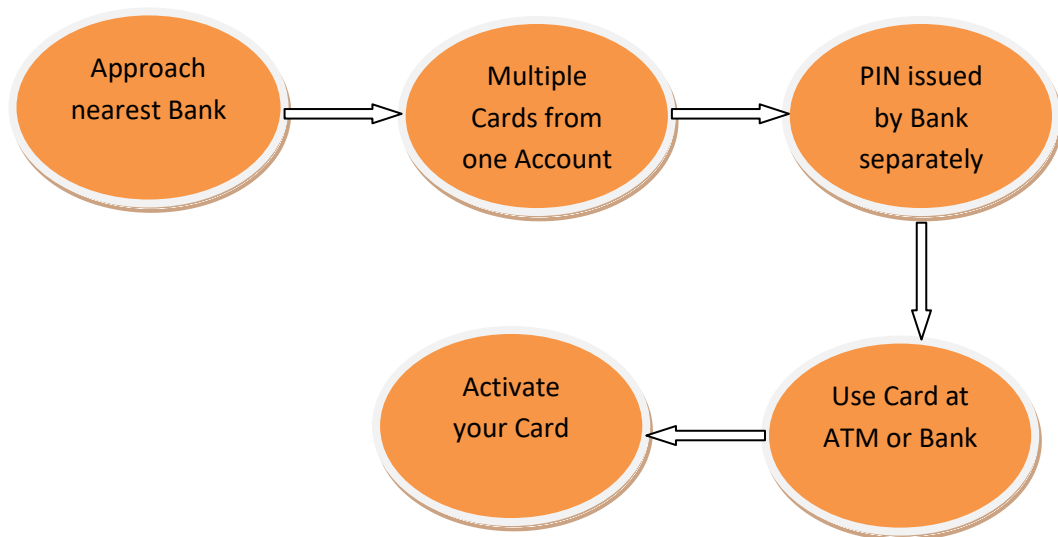 Approach
nearest Bank
Multiple
Cards from
one Account
PIN issued
by Bank
separately
Use Card at
ATM or Bank
Activate
your Card